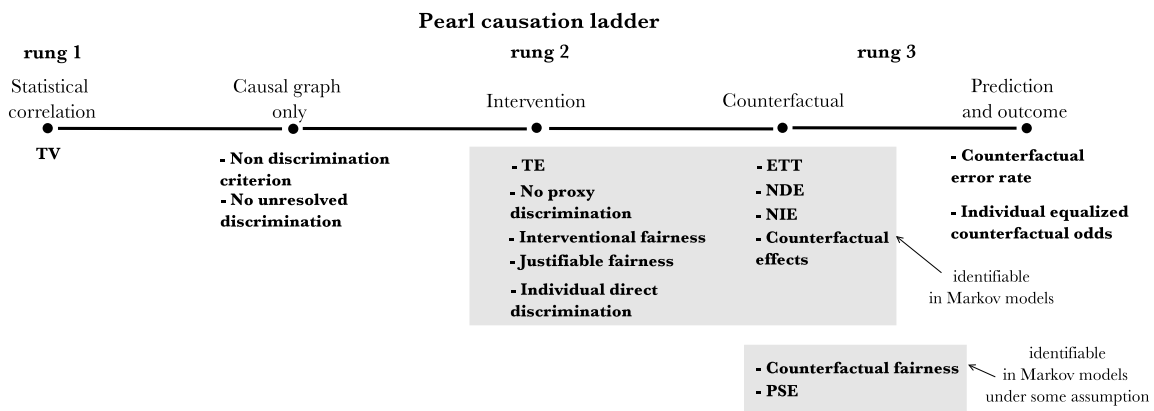 Pearl causation ladder
rung 1
rung 2
rung 3
Statistical
correlation
Causal graph
only
Intervention
Counterfactual
Prediction
and outcome
TV
- Non discrimination
criterion
- No unresolved
discrimination
- TE
- No proxy
discrimination
- Interventional fairness
- Justifiable fairness
- Individual direct
discrimination
- ETT
- NDE
- NIE
- Counterfactual
effects
- Counterfactual
error rate
- Individual equalized
counterfactual odds
identifiable
in Markov models
- Counterfactual fairness
- PSE
identifiable
in Markov models
under some assumption